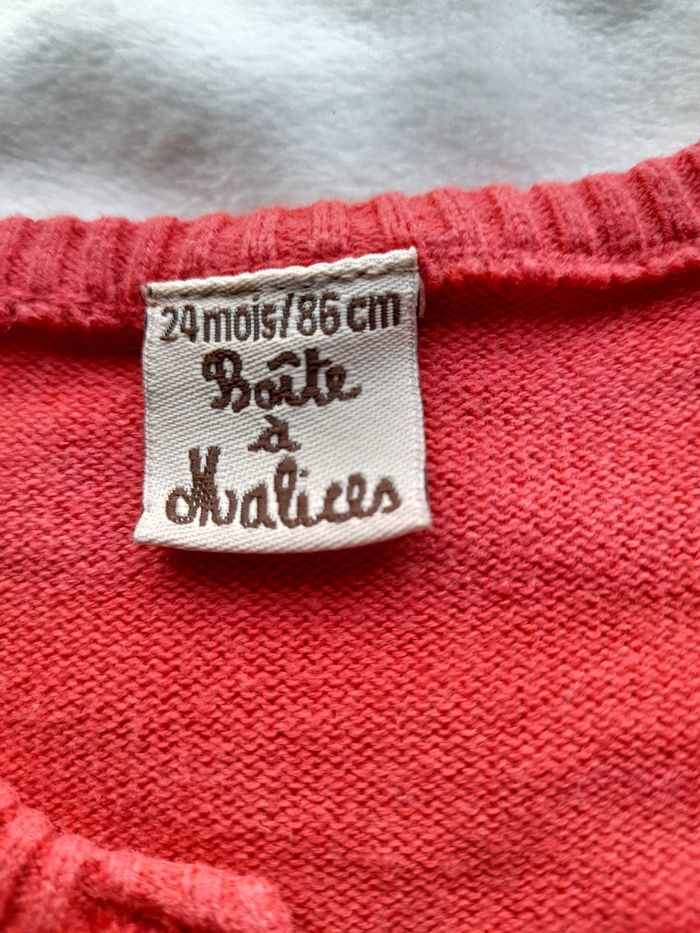 24 mois/86 cm
Boîte
à
Malices